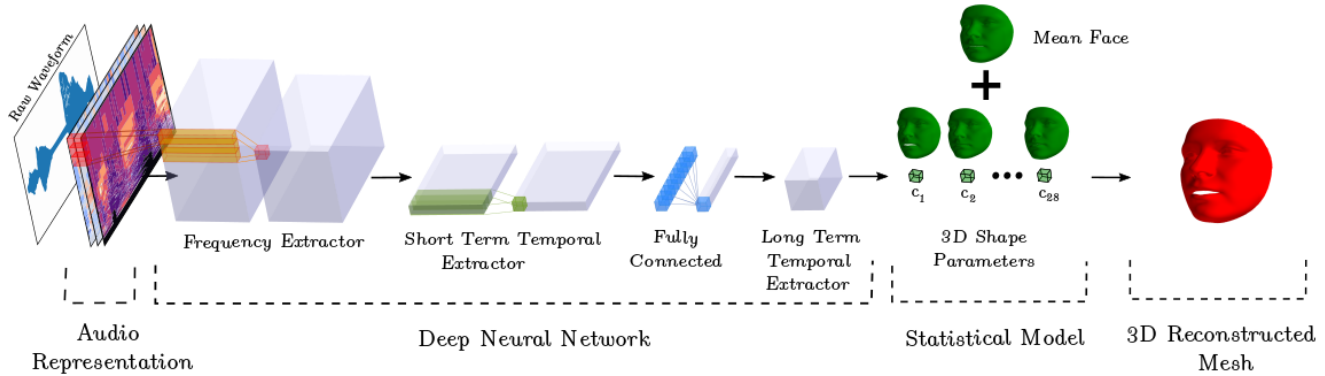 Raw Waveform
Mean Face
+
c1
c2
c28
Frequency Extractor
Short Term Temporal
Extractor
Fully
Connected
Long Term
Temporal
Extractor
3D Shape
Parameters
Audio
Representation
Deep Neural Network
Statistical Model
3D Reconstructed
Mesh